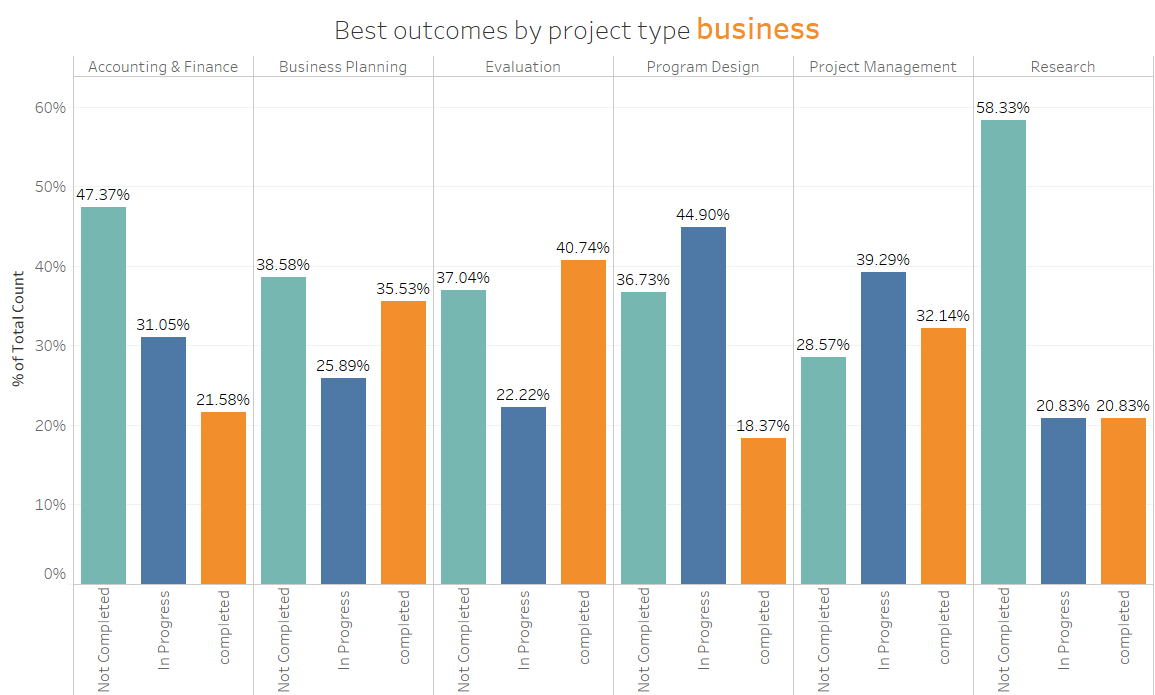 Best outcomes by project type business
Accounting & Finance Business Planning Evaluation Program Design Project Management Research
60%
50%
40%
30%
20%
10%
0%
% of Total Count
47.37%
31.05%
21.58%
38.58%
25.89%
35.53%
37.04%
22.22%
40.74%
36.73%
44.90%
18.37%
28.57%
39.29%
32.14%
58.33%
20.83%
20.83%
Not Completed
In Progress
completed
Not Completed
In Progress
completed
Not Completed
In Progress
completed
Not Completed
In Progress
completed
Not Completed
In Progress
completed
Not Completed
In Progress
completed